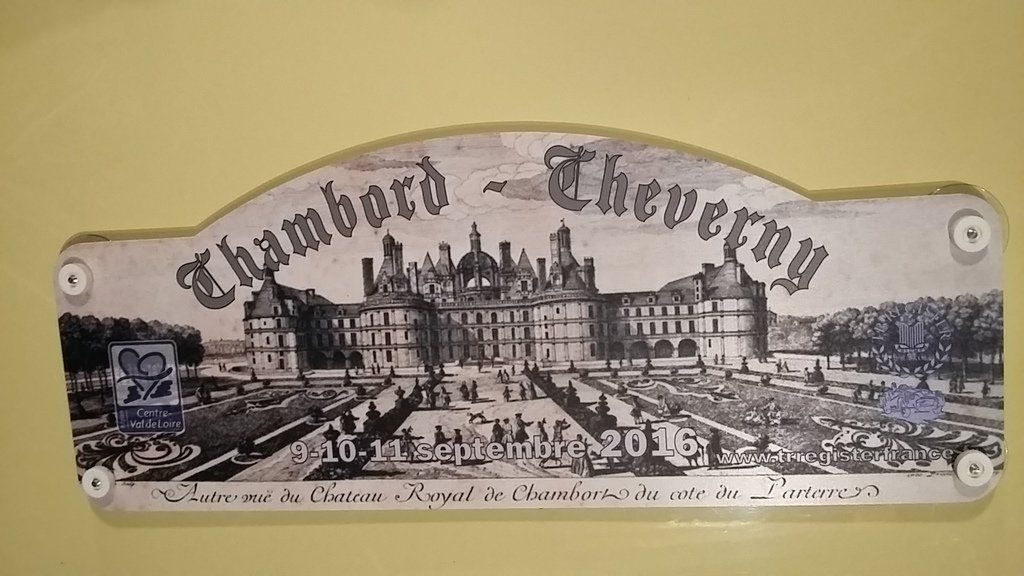 Chambord - Cheverny
Centre-
Val de Loire
9-10-11 septembre 2016
www.trregisterfrance
Autre vuë du Chateau Royal de Chambort du cote du Parterre